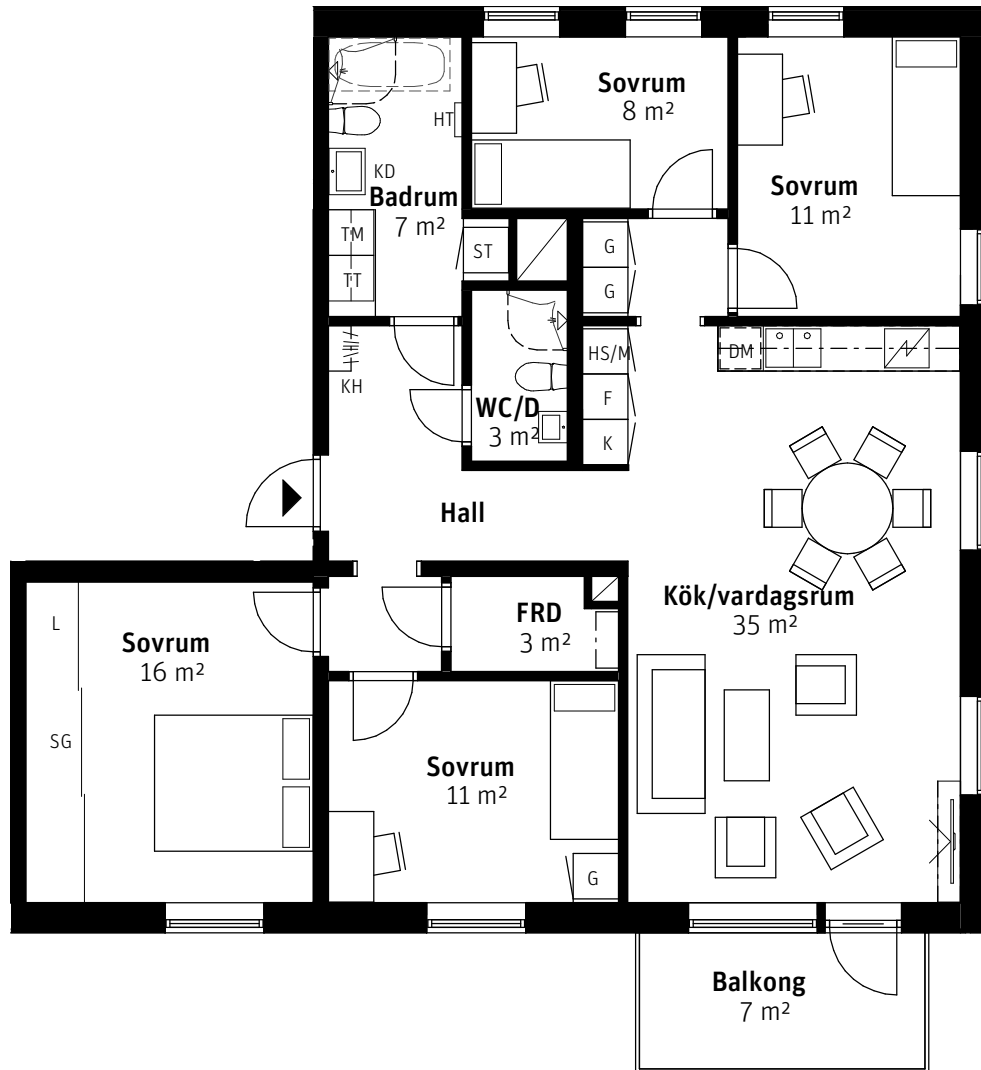 Sovrum
8 m²
HT
KD
Badrum
7 m²
Sovrum
11 m²
TM
TT
ST
G
G
KH
HS/M
F
K
DM
WC/D
3 m²
Hall
Kök/vardagsrum
35 m²
FRD
3 m²
L
Sovrum
16 m²
SG
Sovrum
11 m²
G
Balkong
7 m²